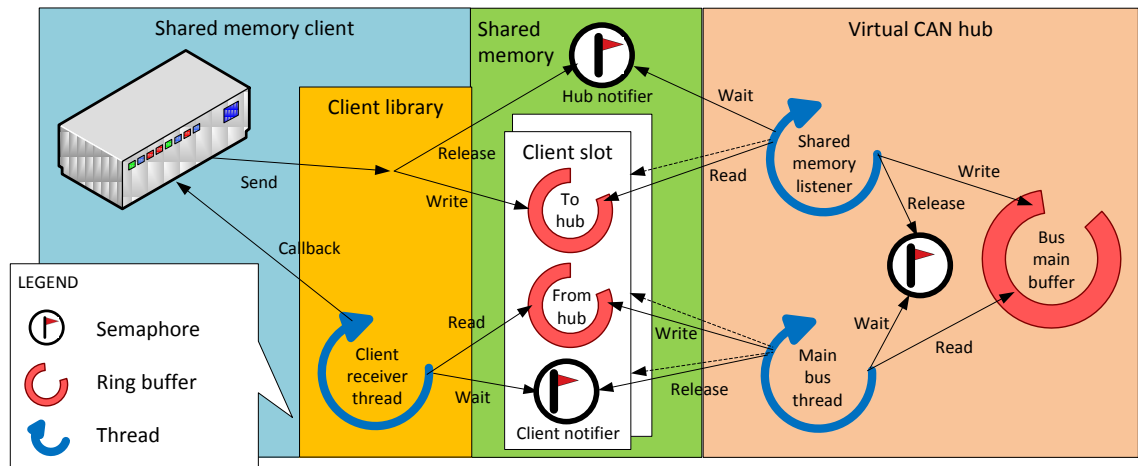 Shared memory client
Shared
memory
Virtual CAN hub
Hub notifier
Client library
Wait
Release
Client slot
Shared
memory
listener
Send
Write
Read
Write
To
hub
Release
Bus
main
buffer
Callback
From
hub
LEGEND
Semaphore
Ring buffer
Thread
Read
Write
Wait
Read
Client
receiver
thread
Wait
Release
Main
bus
thread
Client notifier